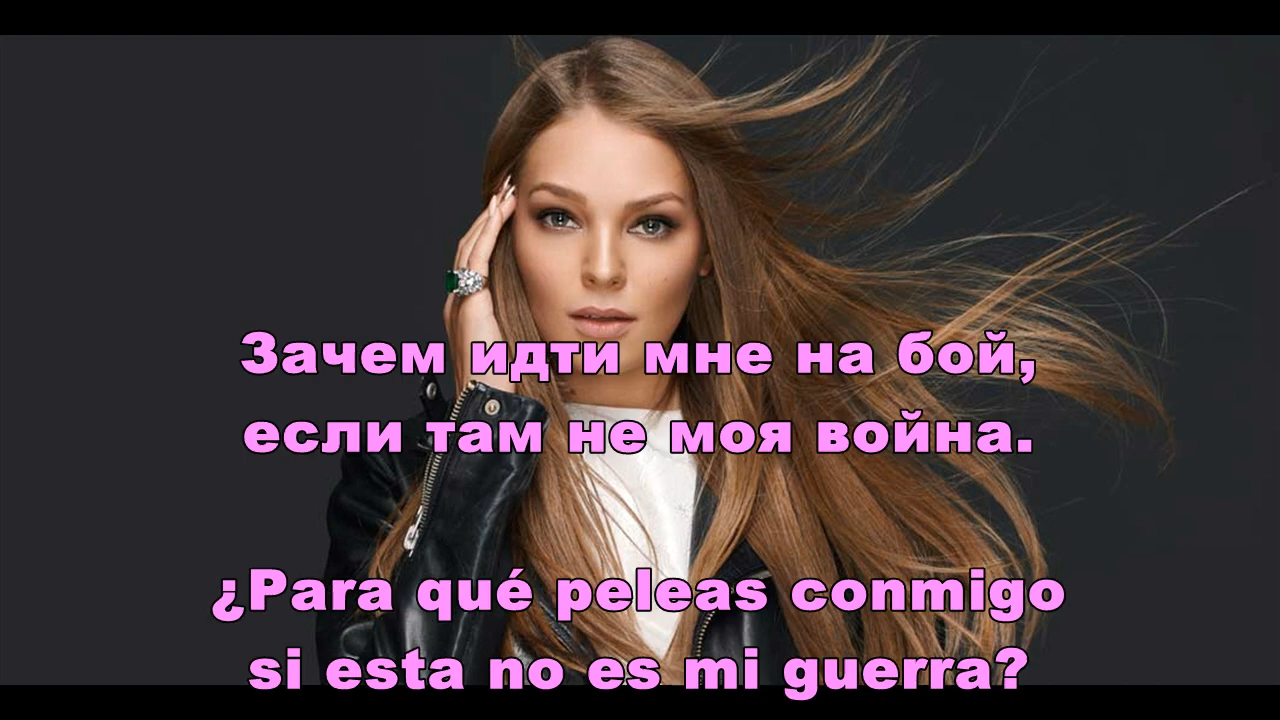 Зачем идти мне на бой,
если там не моя война.
¿Para qué peleas conmigo
si esta no es mi guerra?